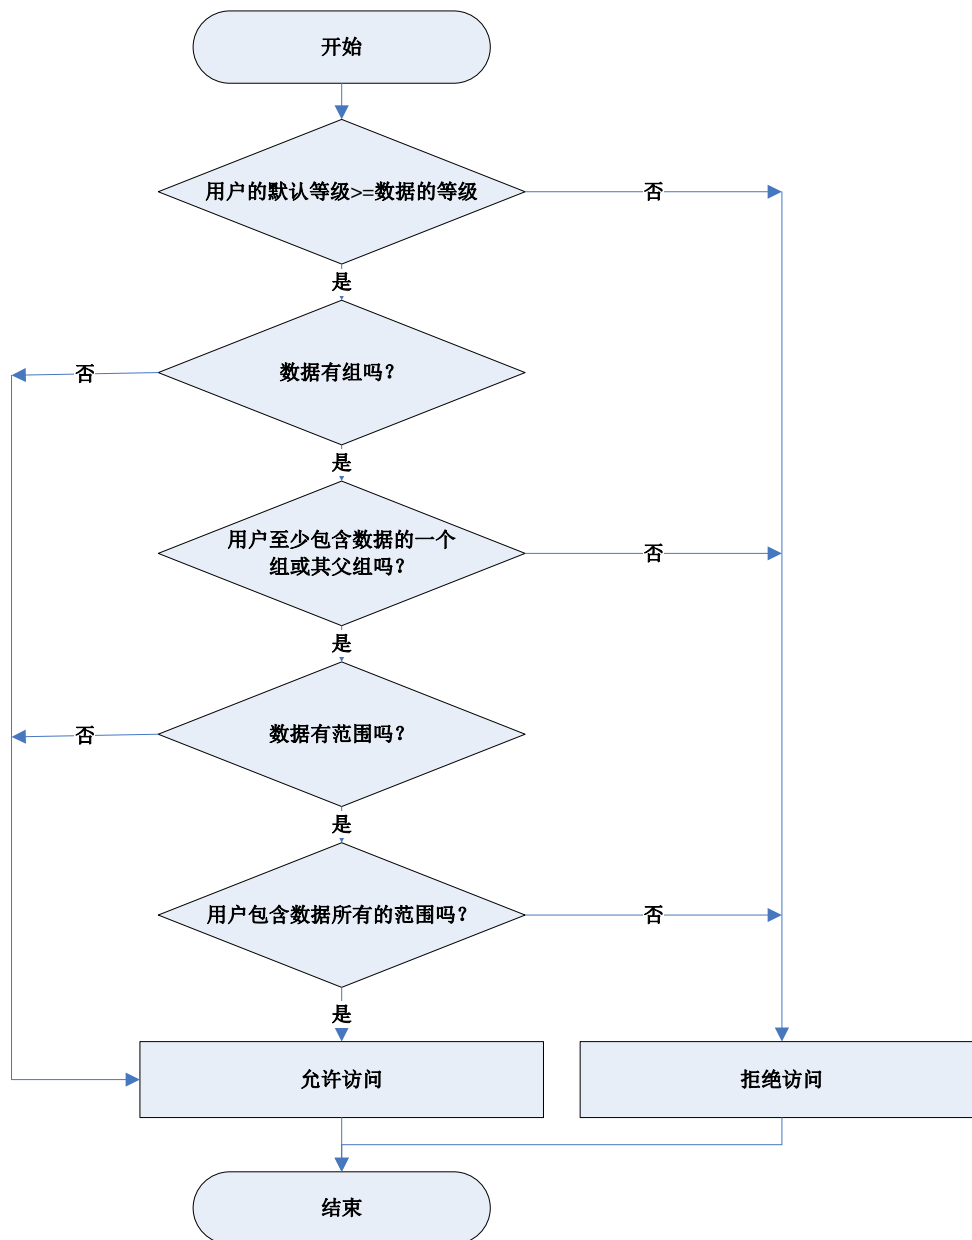 开始
用户的默认等级>=数据的等级
否
是
数据有组吗？
否
是
用户至少包含数据的一个
组或其父组吗？
否
是
数据有范围吗？
否
是
用户包含数据所有的范围吗？
否
是
允许访问
拒绝访问
结束